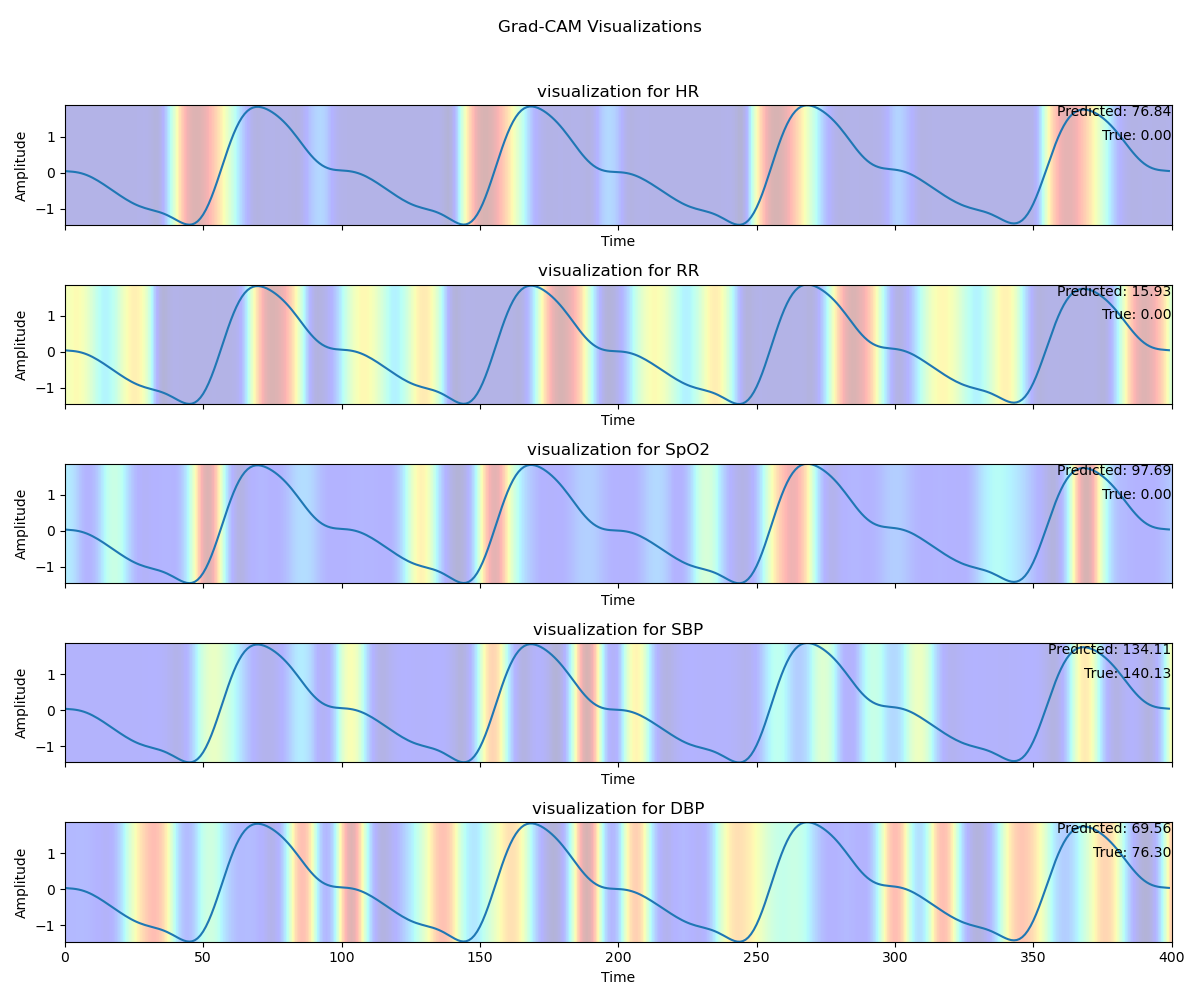 Grad-CAM Visualizations
visualization for HR
Predicted: 76.84
True: 0.00
1
0
−1
Amplitude
Time
visualization for RR
Predicted: 15.93
True: 0.00
1
0
−1
Amplitude
Time
visualization for SpO2
Predicted: 97.69
True: 0.00
1
0
−1
Amplitude
Time
visualization for SBP
Predicted: 134.11
True: 140.13
1
0
−1
Amplitude
Time
visualization for DBP
Predicted: 69.56
True: 76.30
1
0
−1
Amplitude
0 50 100 150 200 250 300 350 400
Time